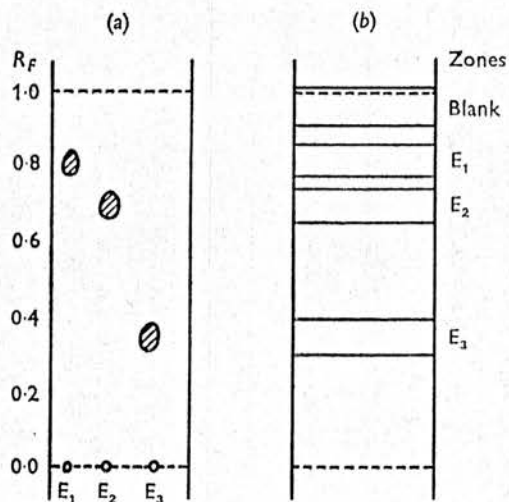 (a) (b)
R_F Zones
1·0
Blank
0·8 E₁
E₂
0·6
0·4
E₃
0·2
0·0
E₁ E₂ E₃